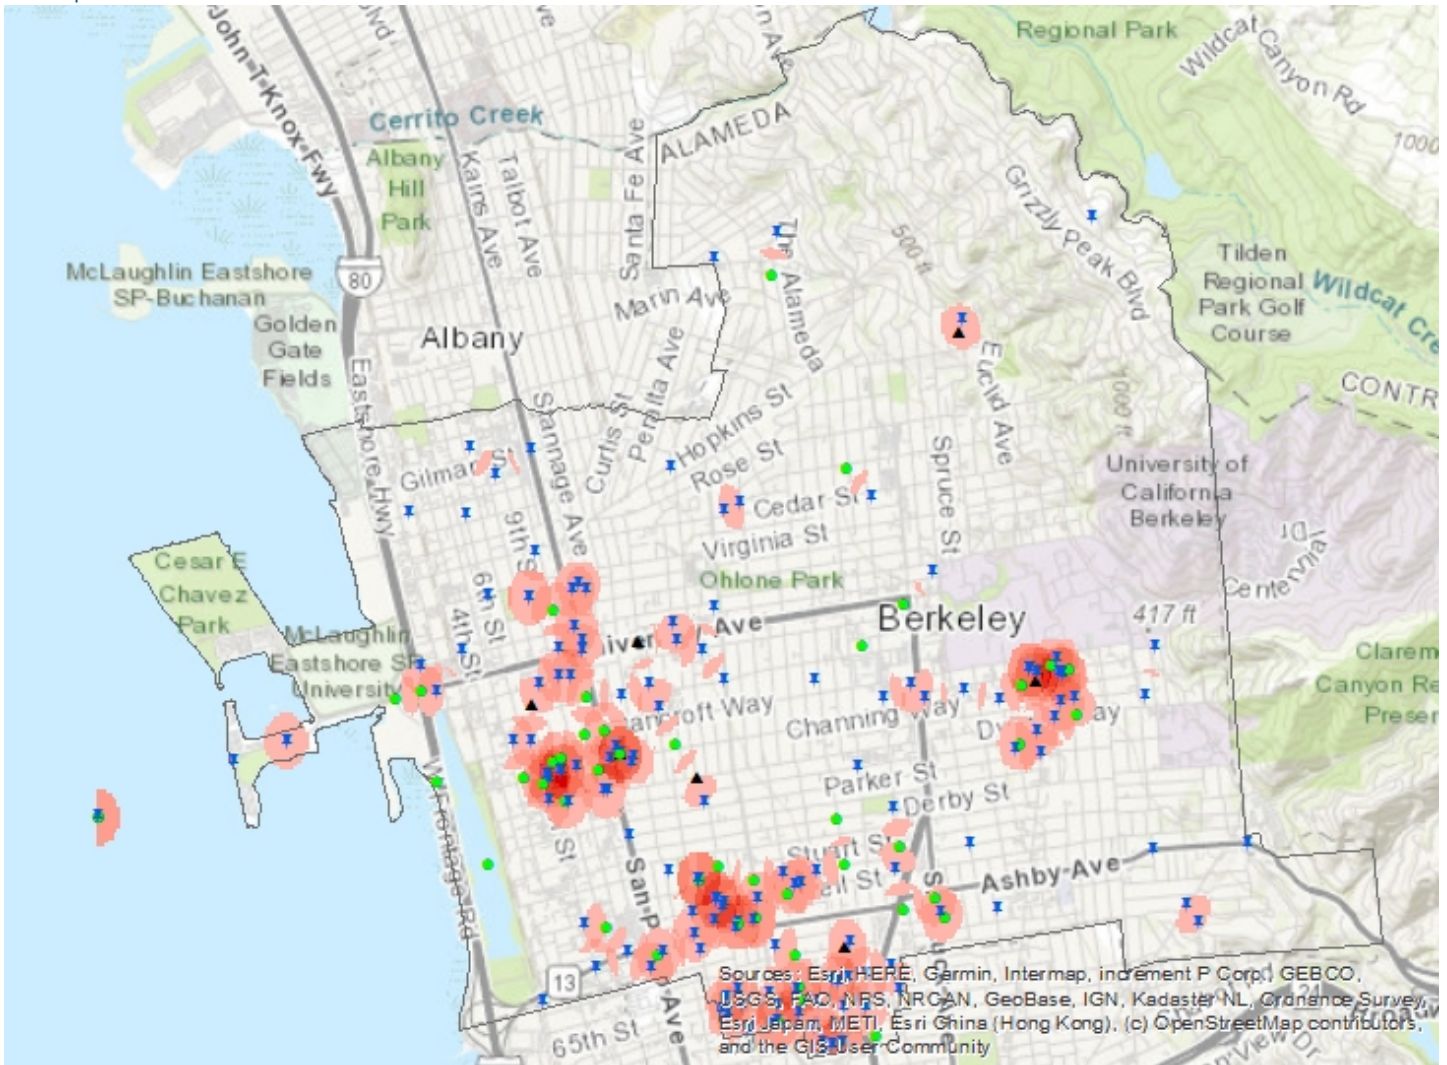 John T Knox Fwy
Regional Park
Wildcat Canyon Rd
1000
Cerrito Creek
ALAMEDA
Albany
Hill
Park
Kains Ave
Talbot Ave
Santa Fe Ave
Grizzly Peak Blvd
500 ft
The Alameda
McLaughlin Eastshore
SP-Buchanan
80
Tilden
Regional
Park Golf
Course
Wildcat Cre
Marin Ave
Golden
Gate
Fields
Albany
Eastshore Hwy
Peralta Ave
Curtis St
Euclid Ave
1000 ft
CONTR
Hopkins St
Rose St
Gilman St
Spruce St
University of
California
Berkeley
Cedar St
9th S
Virginia St
Centennial Dr
Cesar E
Chavez
Park
Ohlone Park
6th St
4th St
Berkeley
417 ft
McLaughlin
Eastshore SP
University
Ave
Clarem
Canyon Re
Preser
ancroft Way
Channing Way
Parker St
Derby St
W Frontage Rd
St
Stuart St
ell St
Ashby Ave
San P
Ave
13
65th St
Sources: Esri, HERE, Garmin, Intermap, increment P Corp., GEBCO,
USGS, FAO, NPS, NRCAN, GeoBase, IGN, Kadaster NL, Ordnance Survey,
Esri Japan, METI, Esri China (Hong Kong), (c) OpenStreetMap contributors,
and the GIS User Community
View Dr